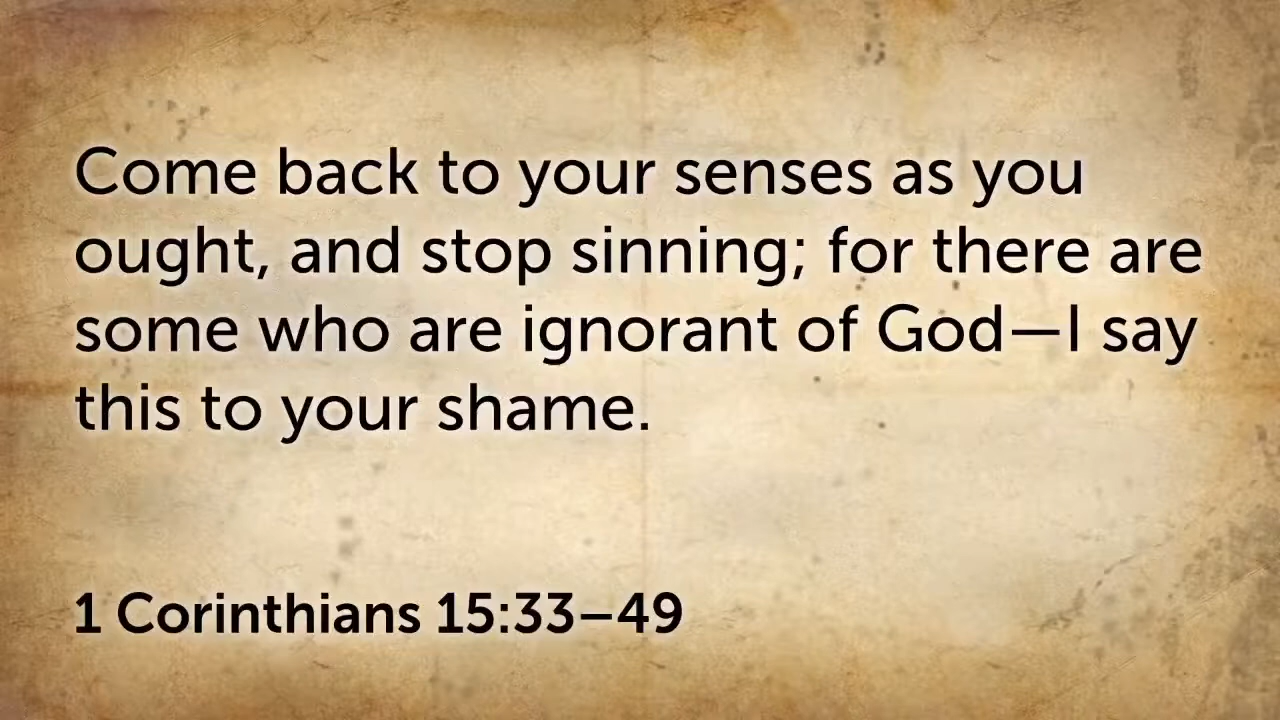 Come back to your senses as you
ought, and stop sinning; for there are
some who are ignorant of God—I say
this to your shame.
1 Corinthians 15:33–49